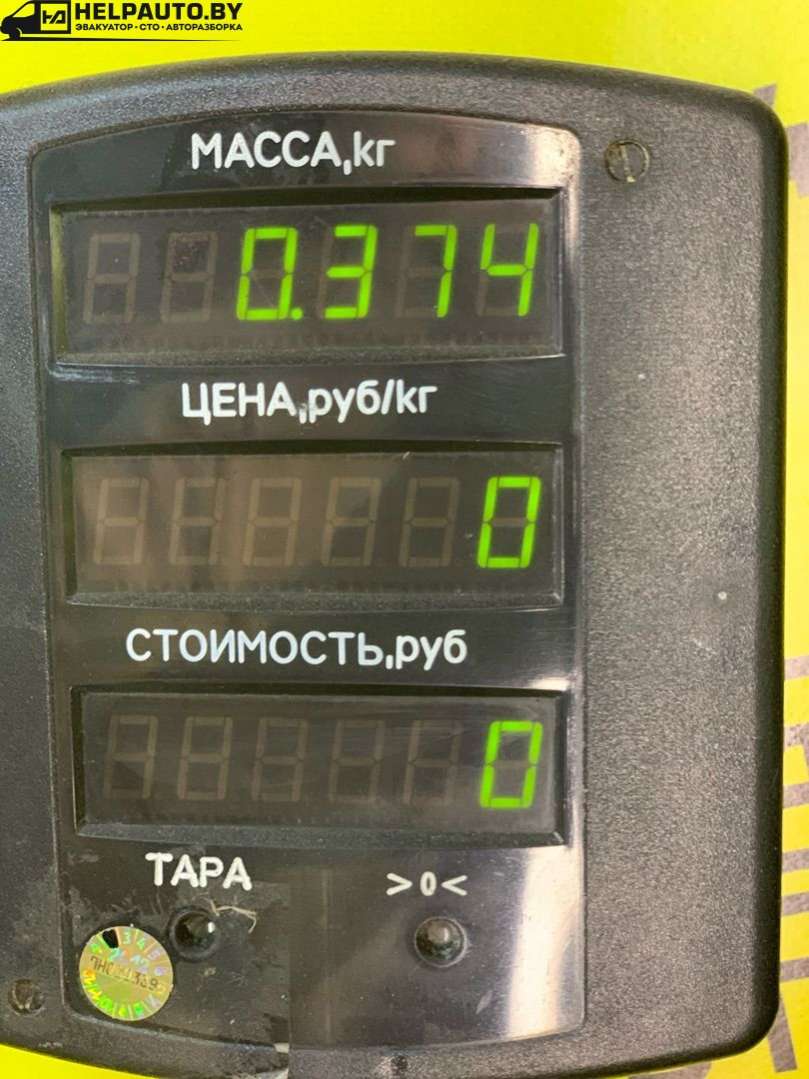 HELPAUTO.BY
ЭВАКУАТОР • СТО • АВТОРАЗБОРКА
МАССА,кг
0.374
ЦЕНА,руб/кг
0
СТОИМОСТЬ,руб
0
ТАРА
>0<